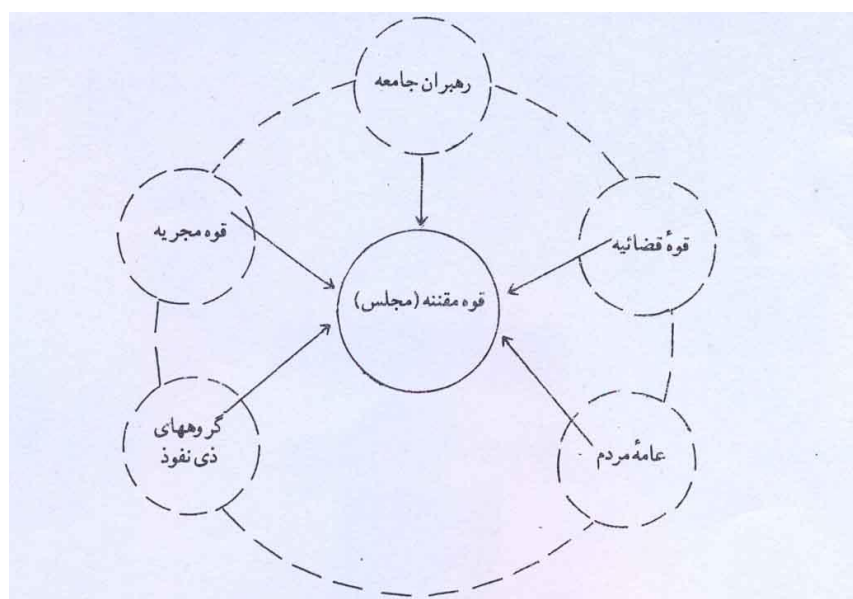 رهبران جامعه
قوهٔ قضائیه
قوه مجریه
قوه مقننه (مجلس)
گروههای
ذی نفوذ
عامهٔ مردم